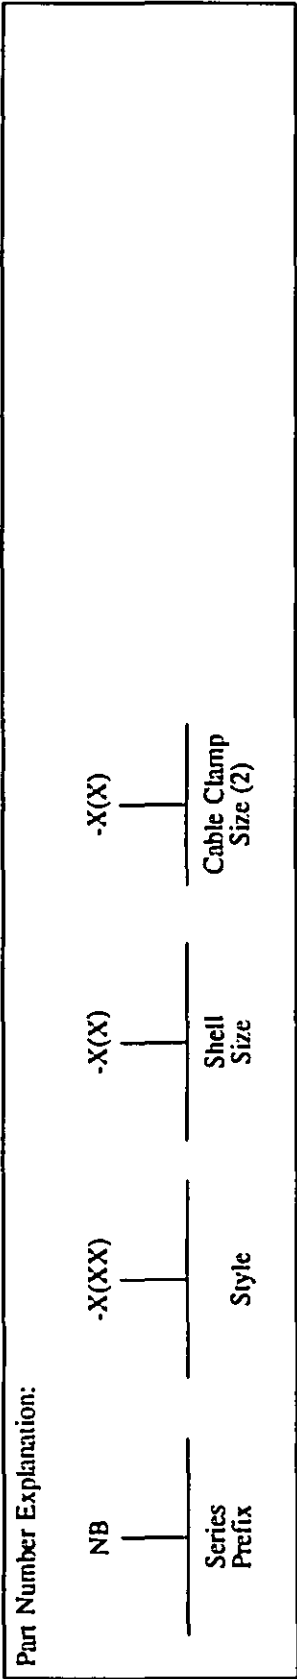 Part Number Explanation:
NB -X(XX) -X(X) -X(X)
Series Prefix
Style
Shell Size
Cable Clamp Size (2)